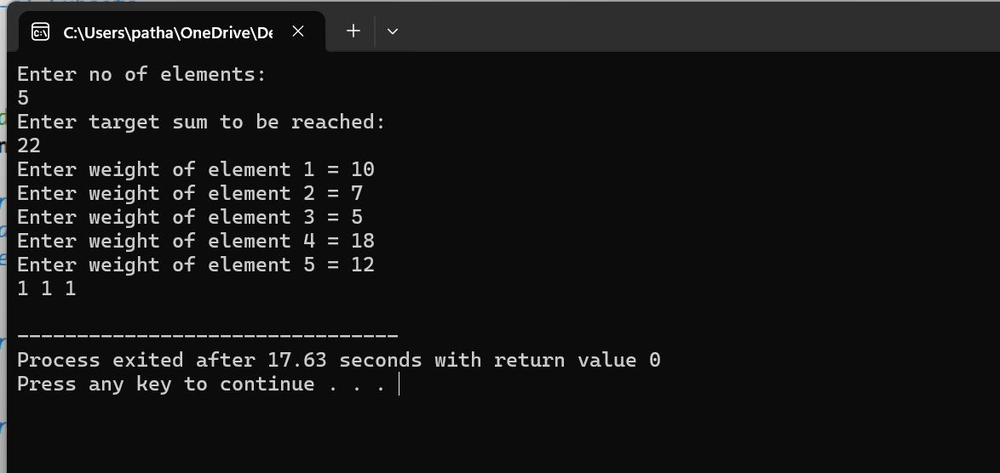 C:\Users\patha\OneDrive\De
Enter no of elements:
5
Enter target sum to be reached:
22
Enter weight of element 1 = 10
Enter weight of element 2 = 7
Enter weight of element 3 = 5
Enter weight of element 4 = 18
Enter weight of element 5 = 12
1 1 1
--------------------------------
Process exited after 17.63 seconds with return value 0
Press any key to continue . . .